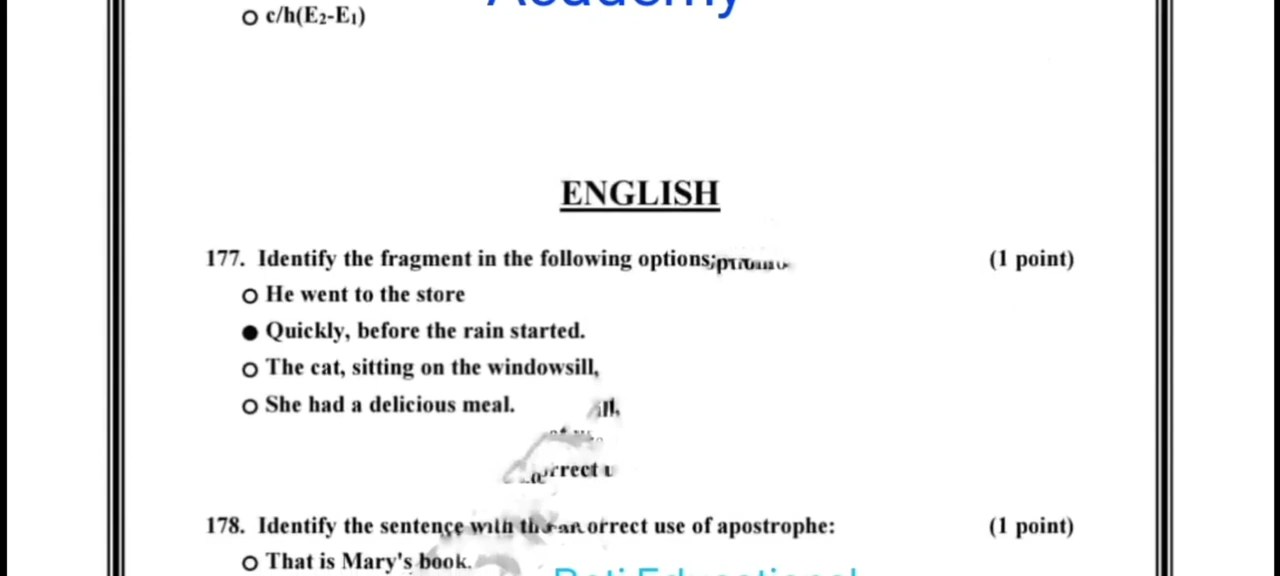 Academy
c/h(E₂-E₁)
ENGLISH
177. Identify the fragment in the following options; (1 point)
He went to the store
Quickly, before the rain started.
The cat, sitting on the windowsill,
She had a delicious meal.
178. Identify the sentence with orrect use of apostrophe: (1 point)
That is Mary's book.